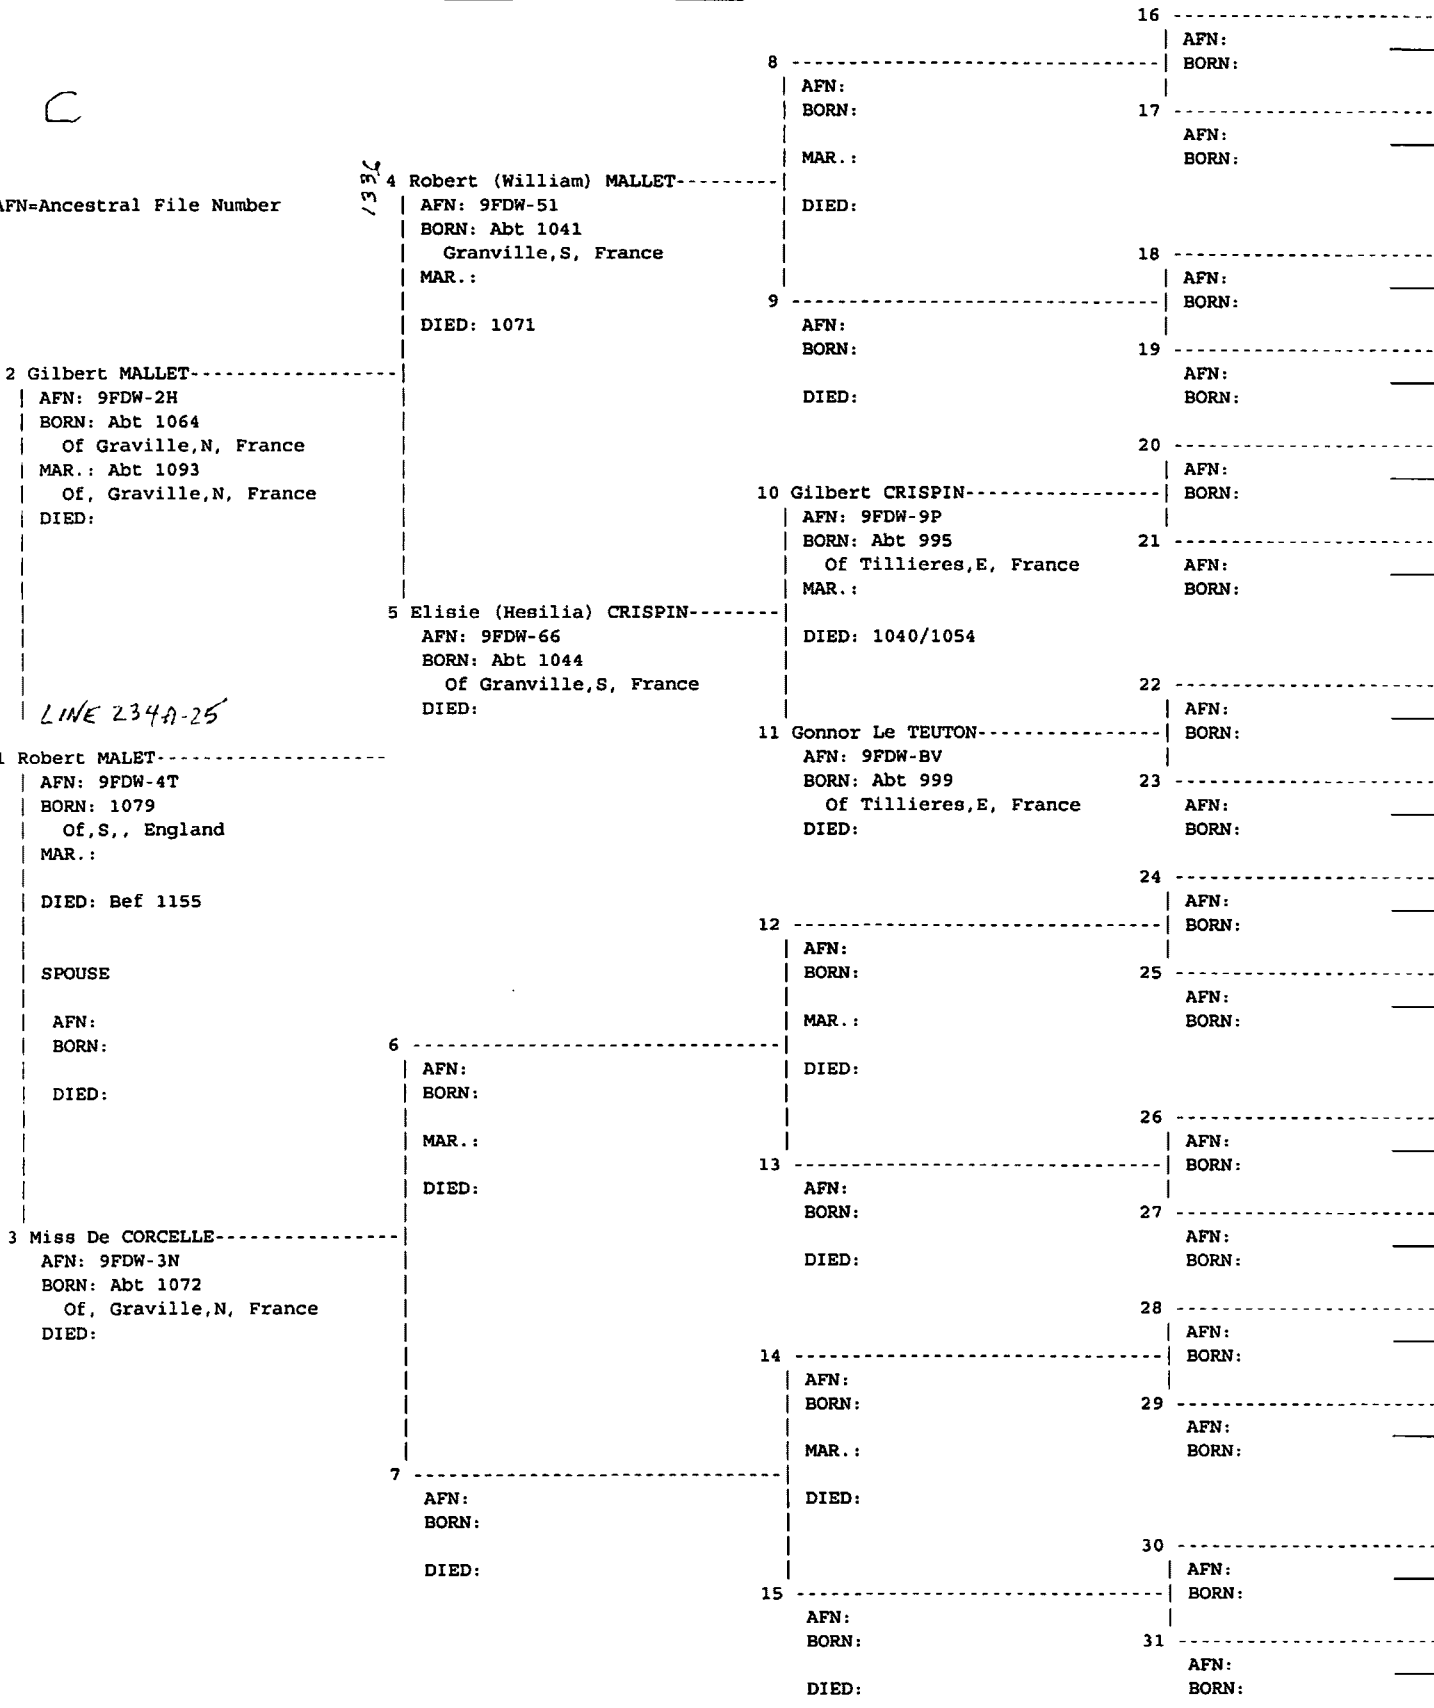 C
AFN=Ancestral File Number
2 Gilbert MALLET-----------------
AFN: 9FDW-2H
BORN: Abt 1064
Of Graville,N, France
MAR.: Abt 1093
Of, Graville,N, France
DIED:
LINE 234A-25
1 Robert MALET-------------------
AFN: 9FDW-4T
BORN: 1079
Of,S,, England
MAR.:
DIED: Bef 1155
SPOUSE
AFN:
BORN:
DIED:
3 Miss De CORCELLE---------------
AFN: 9FDW-3N
BORN: Abt 1072
Of, Graville,N, France
DIED:
1336
4 Robert (William) MALLET---------
AFN: 9FDW-51
BORN: Abt 1041
Granville,S, France
MAR.:
DIED: 1071
5 Elisie (Hesilia) CRISPIN--------
AFN: 9FDW-66
BORN: Abt 1044
Of Granville,S, France
DIED:
6 -------------------------------
AFN:
BORN:
MAR.:
DIED:
7 -------------------------------
AFN:
BORN:
DIED:
8 -------------------------------
AFN:
BORN:
MAR.:
DIED:
9 -------------------------------
AFN:
BORN:
DIED:
10 Gilbert CRISPIN----------------
AFN: 9FDW-9P
BORN: Abt 995
Of Tillieres,E, France
MAR.:
DIED: 1040/1054
11 Gonnor Le TEUTON---------------
AFN: 9FDW-BV
BORN: Abt 999
Of Tillieres,E, France
DIED:
12 -------------------------------
AFN:
BORN:
MAR.:
DIED:
13 -------------------------------
AFN:
BORN:
DIED:
14 -------------------------------
AFN:
BORN:
MAR.:
DIED:
15 -------------------------------
AFN:
BORN:
DIED:
16 ----------------------
AFN:
BORN:
17 ----------------------
AFN:
BORN:
18 ----------------------
AFN:
BORN:
19 ----------------------
AFN:
BORN:
20 ----------------------
AFN:
BORN:
21 ----------------------
AFN:
BORN:
22 ----------------------
AFN:
BORN:
23 ----------------------
AFN:
BORN:
24 ----------------------
AFN:
BORN:
25 ----------------------
AFN:
BORN:
26 ----------------------
AFN:
BORN:
27 ----------------------
AFN:
BORN:
28 ----------------------
AFN:
BORN:
29 ----------------------
AFN:
BORN:
30 ----------------------
AFN:
BORN:
31 ----------------------
AFN:
BORN: